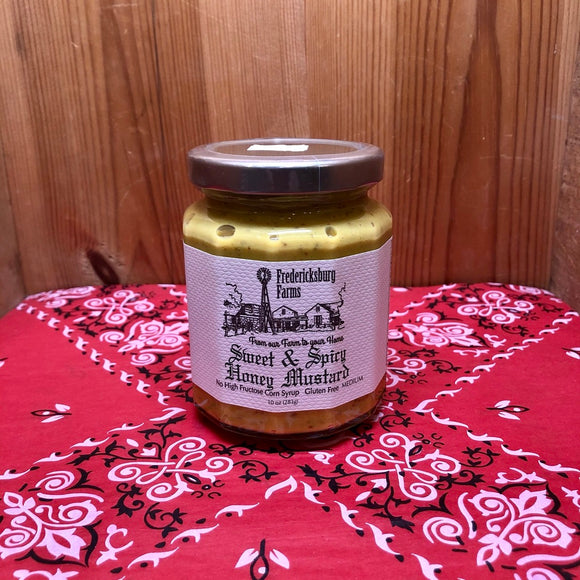 Fredericksburg
Farms
From our Farm to your Home
Sweet & Spicy
Honey Mustard
No High Fructose Corn Syrup Gluten Free MEDIUM
10 oz (283g)